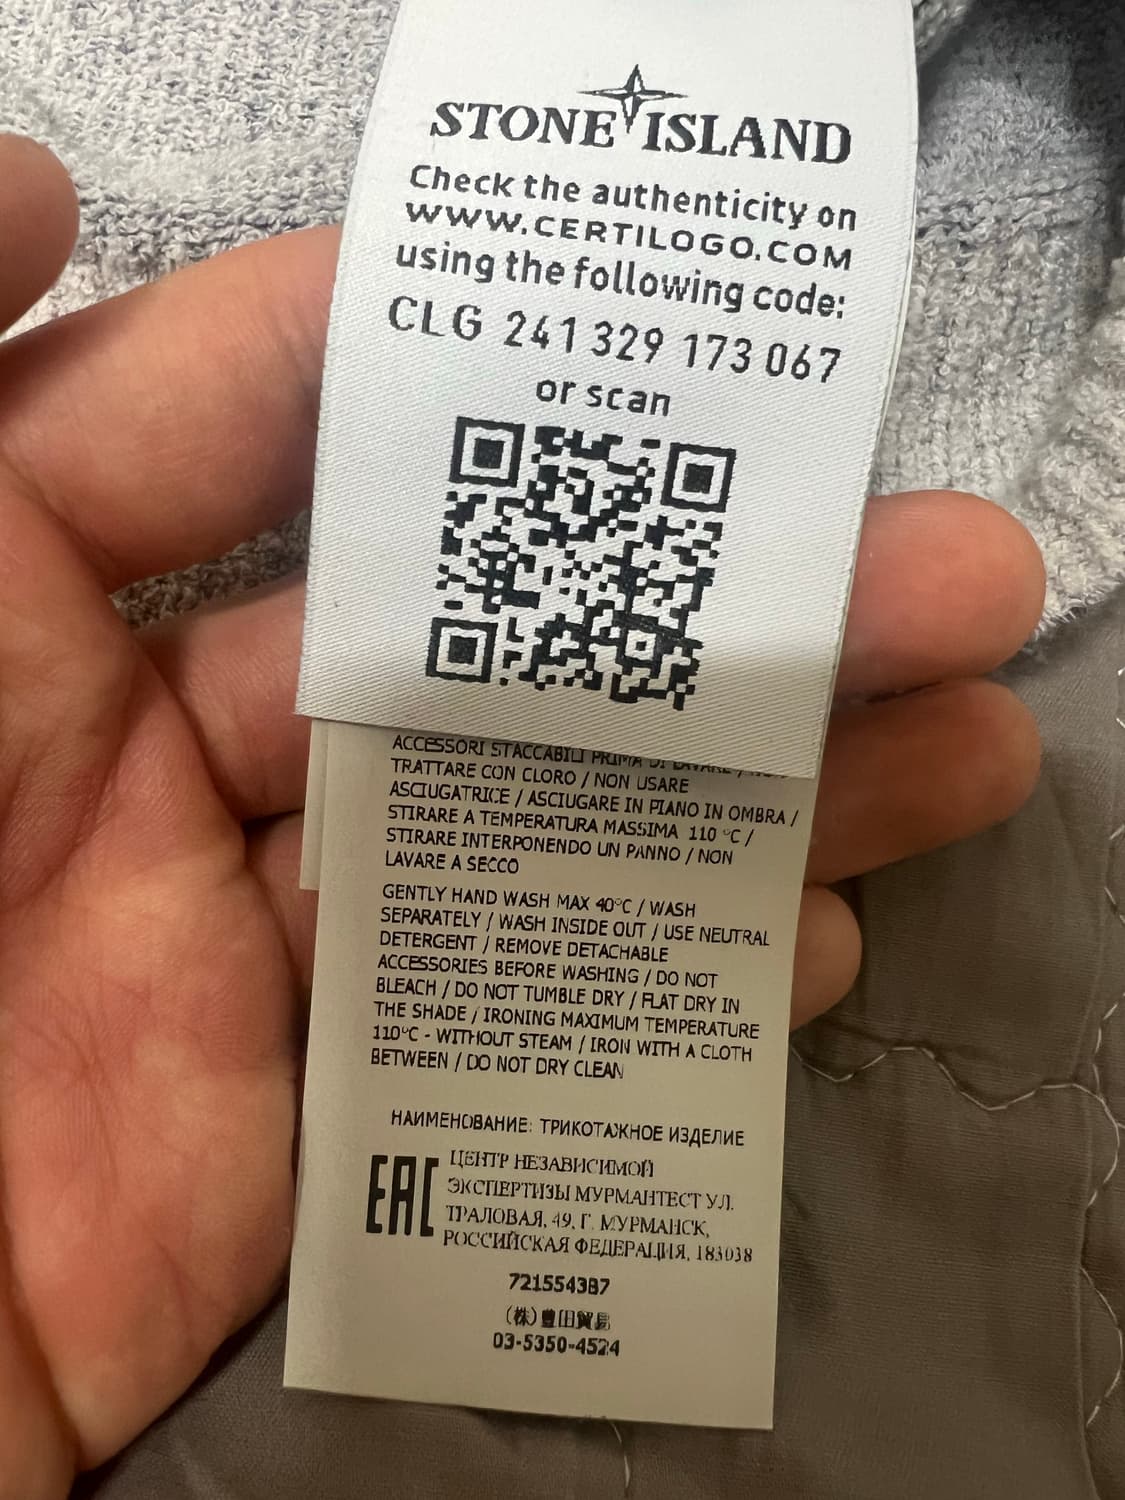 STONE ISLAND
Check the authenticity on
WWW.CERTILOGO.COM
using the following code:
CLG 241 329 173 067
or scan
ACCESSORI STACCABILI PRIMA DI LAVARE / NON
TRATTARE CON CLORO / NON USARE
ASCIUGATRICE / ASCIUGARE IN PIANO IN OMBRA /
STIRARE A TEMPERATURA MASSIMA 110 °C /
STIRARE INTERPONENDO UN PANNO / NON
LAVARE A SECCO
GENTLY HAND WASH MAX 40°C / WASH
SEPARATELY / WASH INSIDE OUT / USE NEUTRAL
DETERGENT / REMOVE DETACHABLE
ACCESSORIES BEFORE WASHING / DO NOT
BLEACH / DO NOT TUMBLE DRY / FLAT DRY IN
THE SHADE / IRONING MAXIMUM TEMPERATURE
110°C - WITHOUT STEAM / IRON WITH A CLOTH
BETWEEN / DO NOT DRY CLEAN
НАИМЕНОВАНИЕ: ТРИКОТАЖНОЕ ИЗДЕЛИЕ
EAC
ЦЕНТР НЕЗАВИСИМОЙ
ЭКСПЕРТИЗЫ МУРМАНТЕСТ УЛ.
ТРАЛОВАЯ, 49, Г. МУРМАНСК,
РОССИЙСКАЯ ФЕДЕРАЦИЯ, 183038
7215543B7
(株)豊田貿易
03-5350-4524